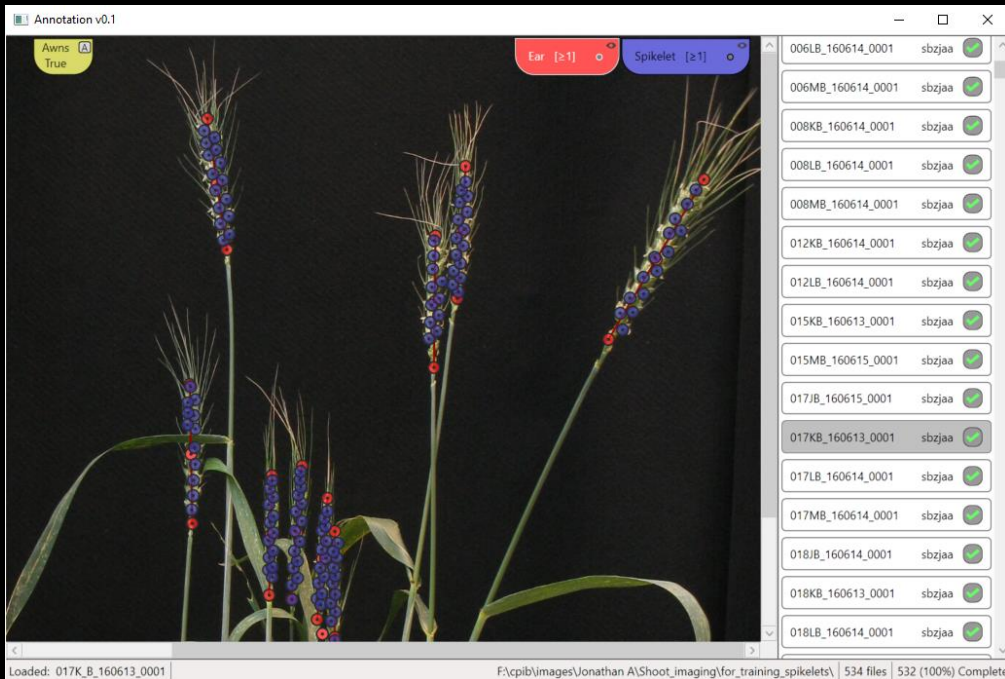 Annotation v0.1
Awns A
True
Ear [≥1]
Spikelet [≥1]
006LB_160614_0001 sbzjaa
006MB_160614_0001 sbzjaa
008KB_160614_0001 sbzjaa
008LB_160614_0001 sbzjaa
008MB_160614_0001 sbzjaa
012KB_160614_0001 sbzjaa
012LB_160614_0001 sbzjaa
015KB_160613_0001 sbzjaa
015MB_160615_0001 sbzjaa
017JB_160615_0001 sbzjaa
017KB_160613_0001 sbzjaa
017LB_160614_0001 sbzjaa
017MB_160614_0001 sbzjaa
018JB_160614_0001 sbzjaa
018KB_160613_0001 sbzjaa
018LB_160614_0001 sbzjaa
Loaded: 017K_B_160613_0001 F:\cpib\images\Jonathan A\Shoot_imaging\for_training_spikelets\ 534 files 532 (100%) Complete